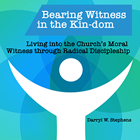 Bearing Witness
in the Kin-dom
Living into the Church's Moral
Witness through Radical Discipleship
Darryl W. Stephens